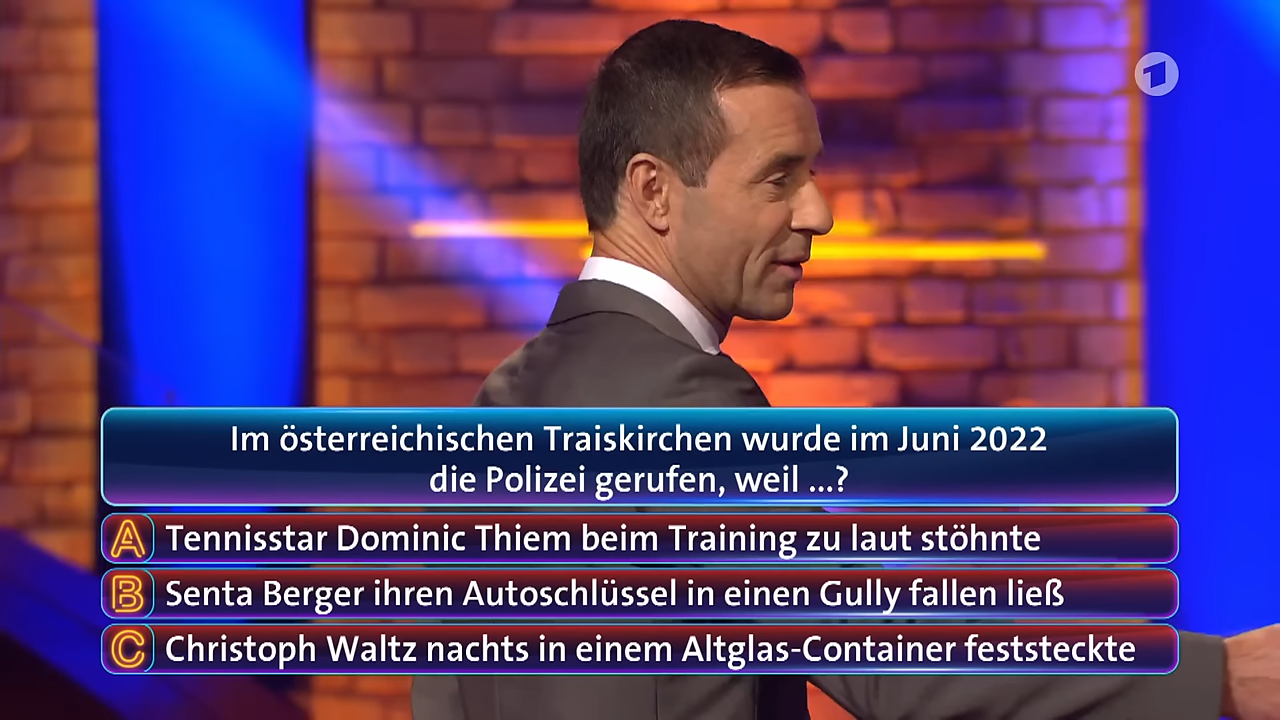 1
Im österreichischen Traiskirchen wurde im Juni 2022
die Polizei gerufen, weil ...?
A Tennisstar Dominic Thiem beim Training zu laut stöhnte
B Senta Berger ihren Autoschlüssel in einen Gully fallen ließ
C Christoph Waltz nachts in einem Altglas-Container feststeckte